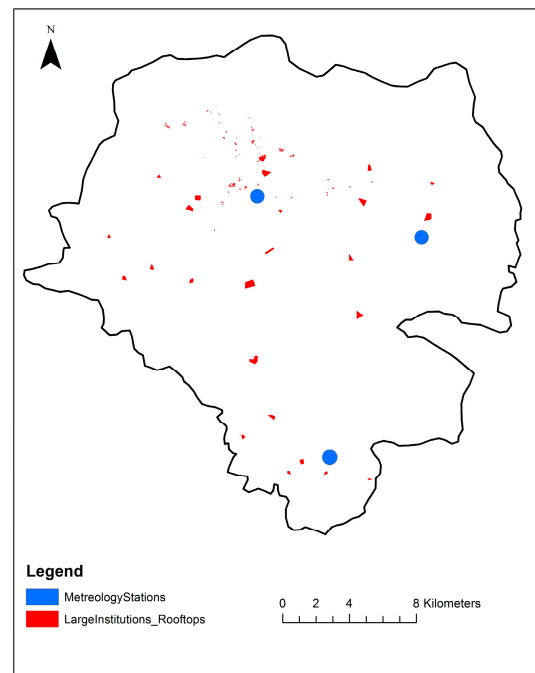 N
Legend
MetreologyStations
LargeInstitutions_Rooftops
0 2 4 8 Kilometers